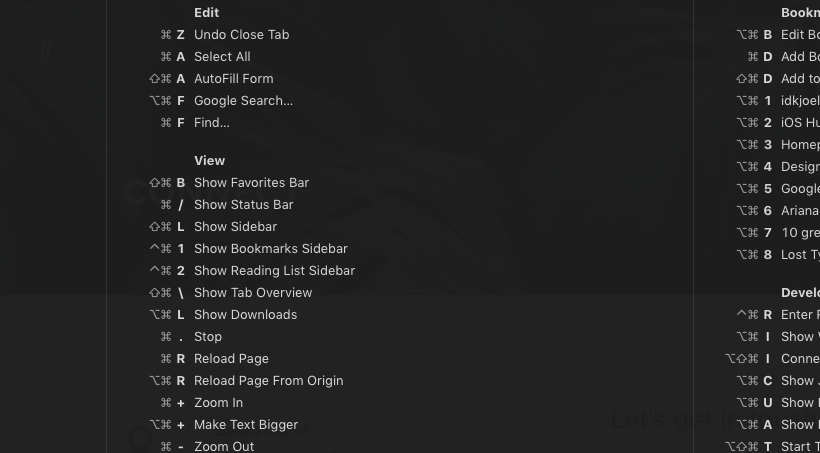 Edit
⌘ Z Undo Close Tab
⌘ A Select All
⇧⌘ A AutoFill Form
⌥⌘ F Google Search...
⌘ F Find...
View
⇧⌘ B Show Favorites Bar
⌘ / Show Status Bar
⇧⌘ L Show Sidebar
^⌘ 1 Show Bookmarks Sidebar
^⌘ 2 Show Reading List Sidebar
⇧⌘ \ Show Tab Overview
⌥⌘ L Show Downloads
⌘ . Stop
⌘ R Reload Page
⌥⌘ R Reload Page From Origin
⌘ + Zoom In
⌥⌘ + Make Text Bigger
⌘ - Zoom Out
Bookm
⌥⌘ B Edit Bo
⌘ D Add Bo
⇧⌘ D Add to
⌥⌘ 1 idkjoel
⌥⌘ 2 iOS Hu
⌥⌘ 3 Homep
⌥⌘ 4 Design
⌥⌘ 5 Google
⌥⌘ 6 Ariana
⌥⌘ 7 10 gre
⌥⌘ 8 Lost Ty
Develo
^⌘ R Enter
⌥⌘ I Show
⌥⇧⌘ I Conne
⌥⌘ C Show
⌥⌘ U Show
⌥⌘ A Show
⌥⇧⌘ T Start
Let's get in